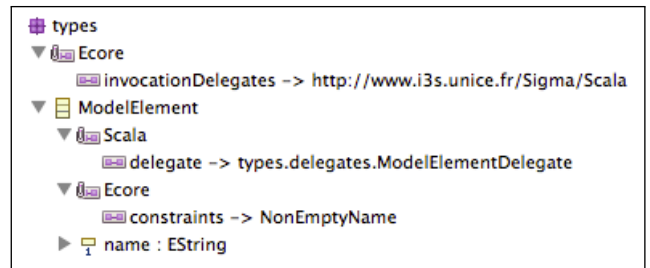 types
Ecore
invocationDelegates -> http://www.i3s.unice.fr/Sigma/Scala
ModelElement
Scala
delegate -> types.delegates.ModelElementDelegate
Ecore
constraints -> NonEmptyName
1 name : EString